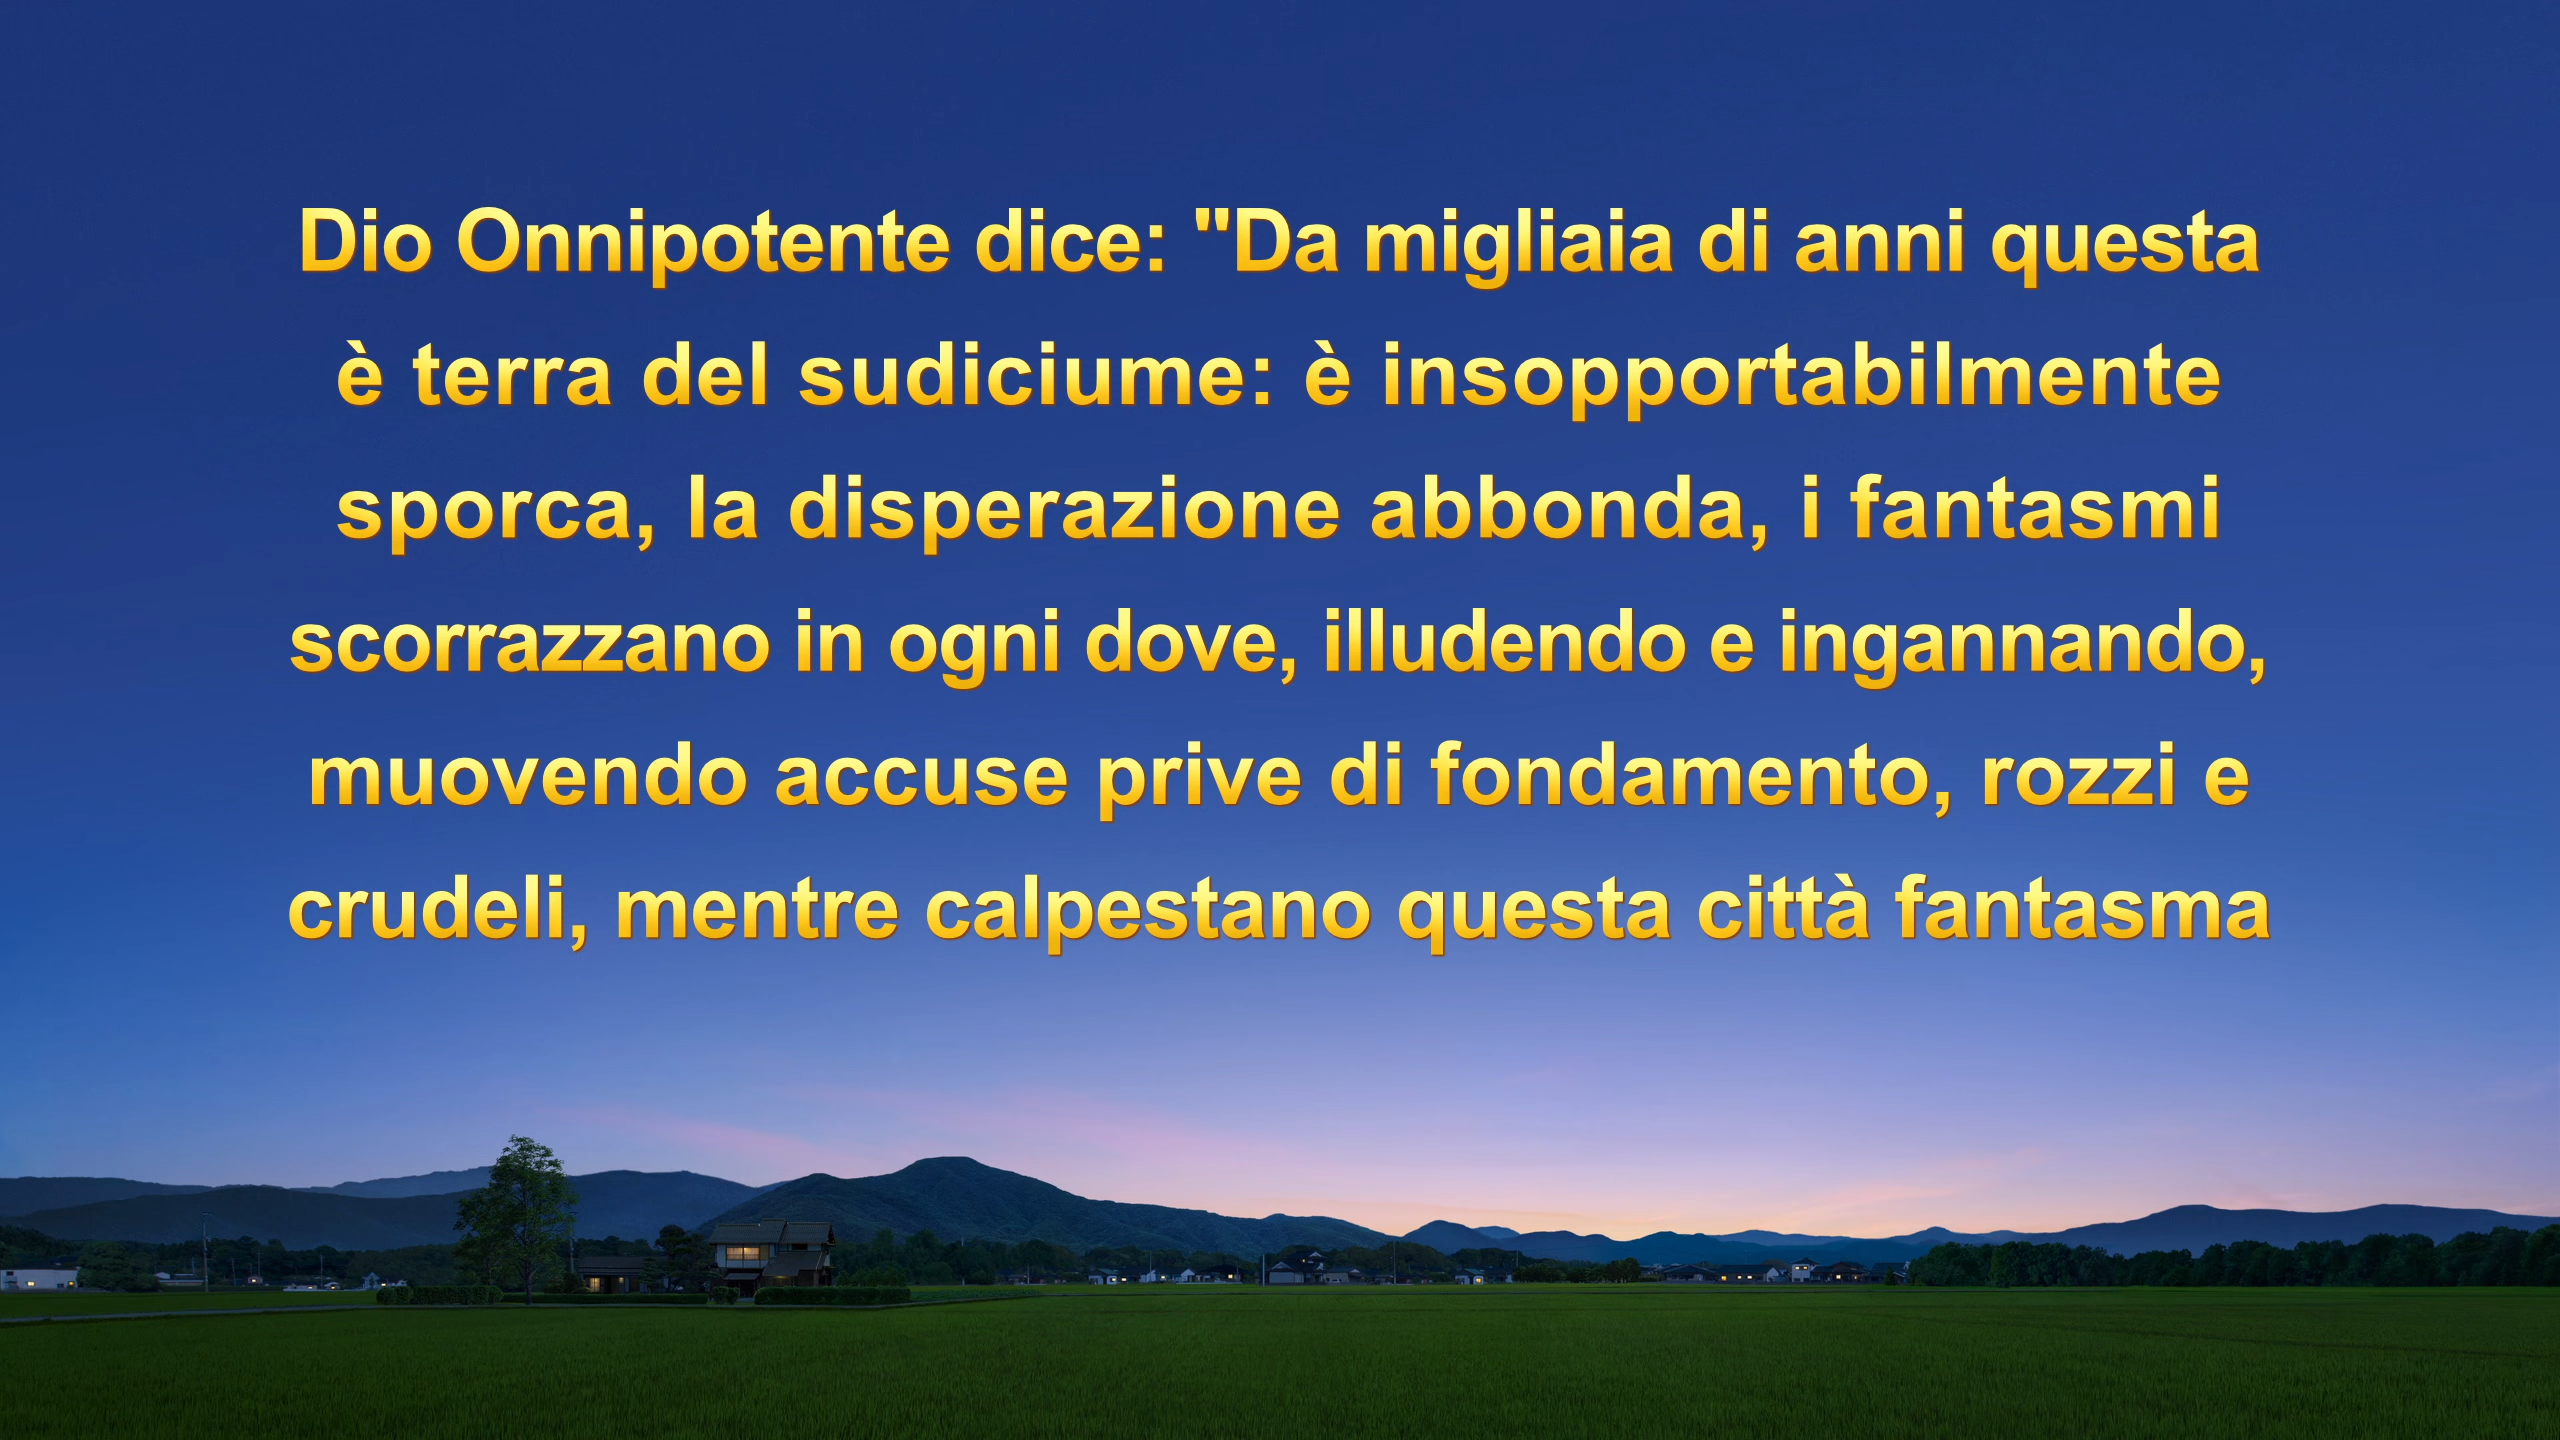 Dio Onnipotente dice: "Da migliaia di anni questa
è terra del sudiciume: è insopportabilmente
sporca, la disperazione abbonda, i fantasmi
scorrazzano in ogni dove, illudendo e ingannando,
muovendo accuse prive di fondamento, rozzi e
crudeli, mentre calpestano questa città fantasma